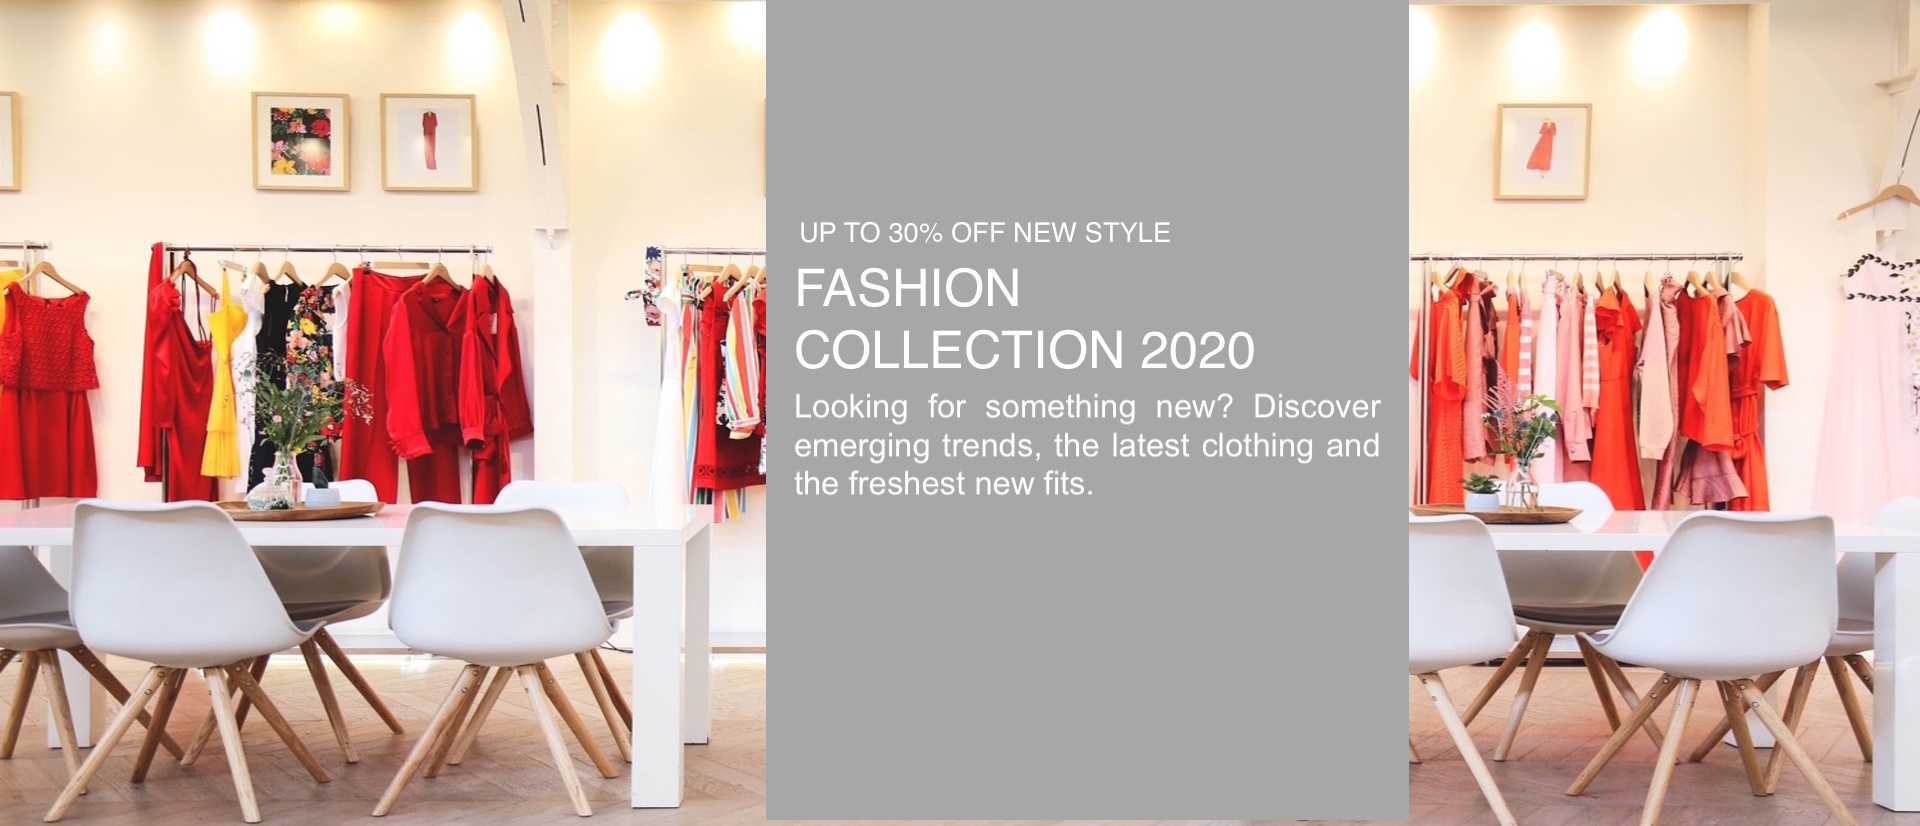 UP TO 30% OFF NEW STYLE
FASHION
COLLECTION 2020
Looking for something new? Discover
emerging trends, the latest clothing and
the freshest new fits.